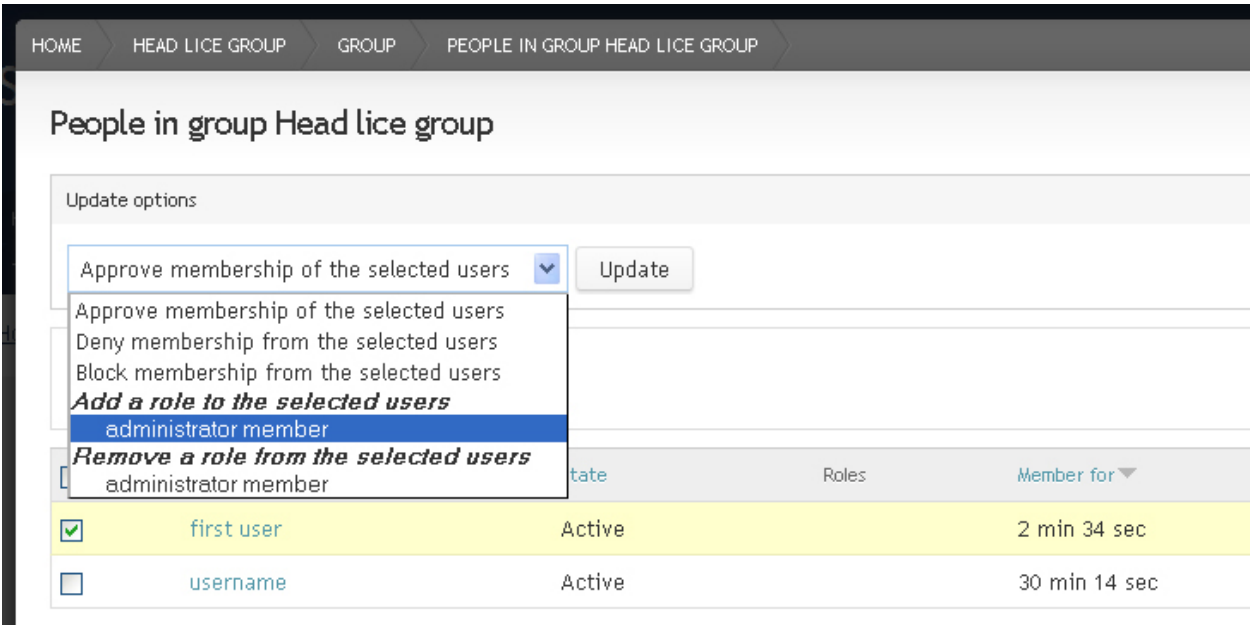 HOME HEAD LICE GROUP GROUP PEOPLE IN GROUP HEAD LICE GROUP
People in group Head lice group
Update options
Approve membership of the selected users Update
Approve membership of the selected users
Deny membership from the selected users
Block membership from the selected users
Add a role to the selected users
administrator member
Remove a role from the selected users
administrator member
tate Roles Member for
first user Active 2 min 34 sec
username Active 30 min 14 sec